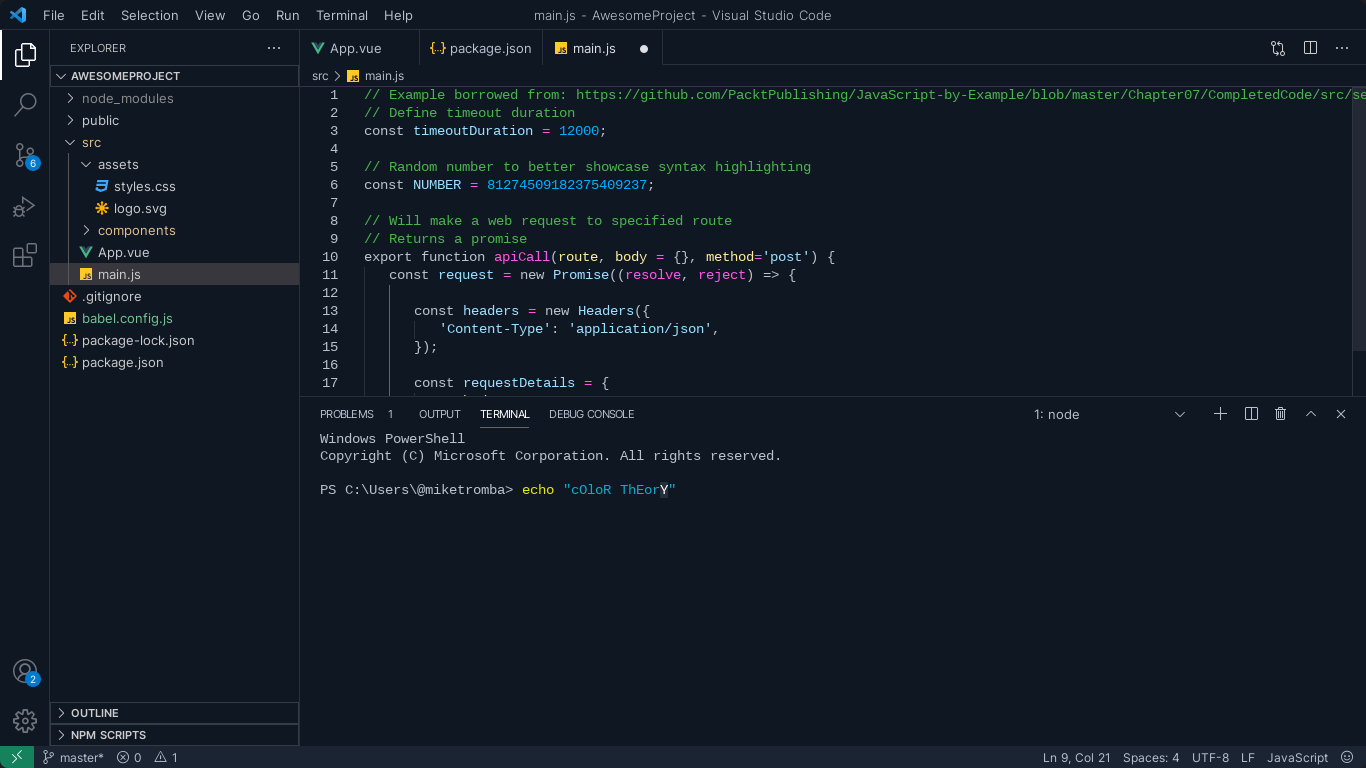 File Edit Selection View Go Run Terminal Help
main.js - AwesomeProject - Visual Studio Code
EXPLORER
AWESOMEPROJECT
node_modules
public
src
assets
styles.css
logo.svg
components
App.vue
main.js
.gitignore
babel.config.js
package-lock.json
package.json
OUTLINE
NPM SCRIPTS
6
2
App.vue
{..} package.json
JS main.js
src > JS main.js
1 // Example borrowed from: https://github.com/PacktPublishing/JavaScript-by-Example/blob/master/Chapter07/CompletedCode/src/se
2 // Define timeout duration
3 const timeoutDuration = 12000;
4
5 // Random number to better showcase syntax highlighting
6 const NUMBER = 81274509182375409237;
7
8 // Will make a web request to specified route
9 // Returns a promise
10 export function apiCall(route, body = {}, method='post') {
11 const request = new Promise((resolve, reject) => {
12
13 const headers = new Headers({
14 'Content-Type': 'application/json',
15 });
16
17 const requestDetails = {
PROBLEMS 1 OUTPUT TERMINAL DEBUG CONSOLE
1: node
Windows PowerShell
Copyright (C) Microsoft Corporation. All rights reserved.
PS C:\Users\@miketromba> echo "cOloR ThEorY"
master* 0 1
Ln 9, Col 21 Spaces: 4 UTF-8 LF JavaScript